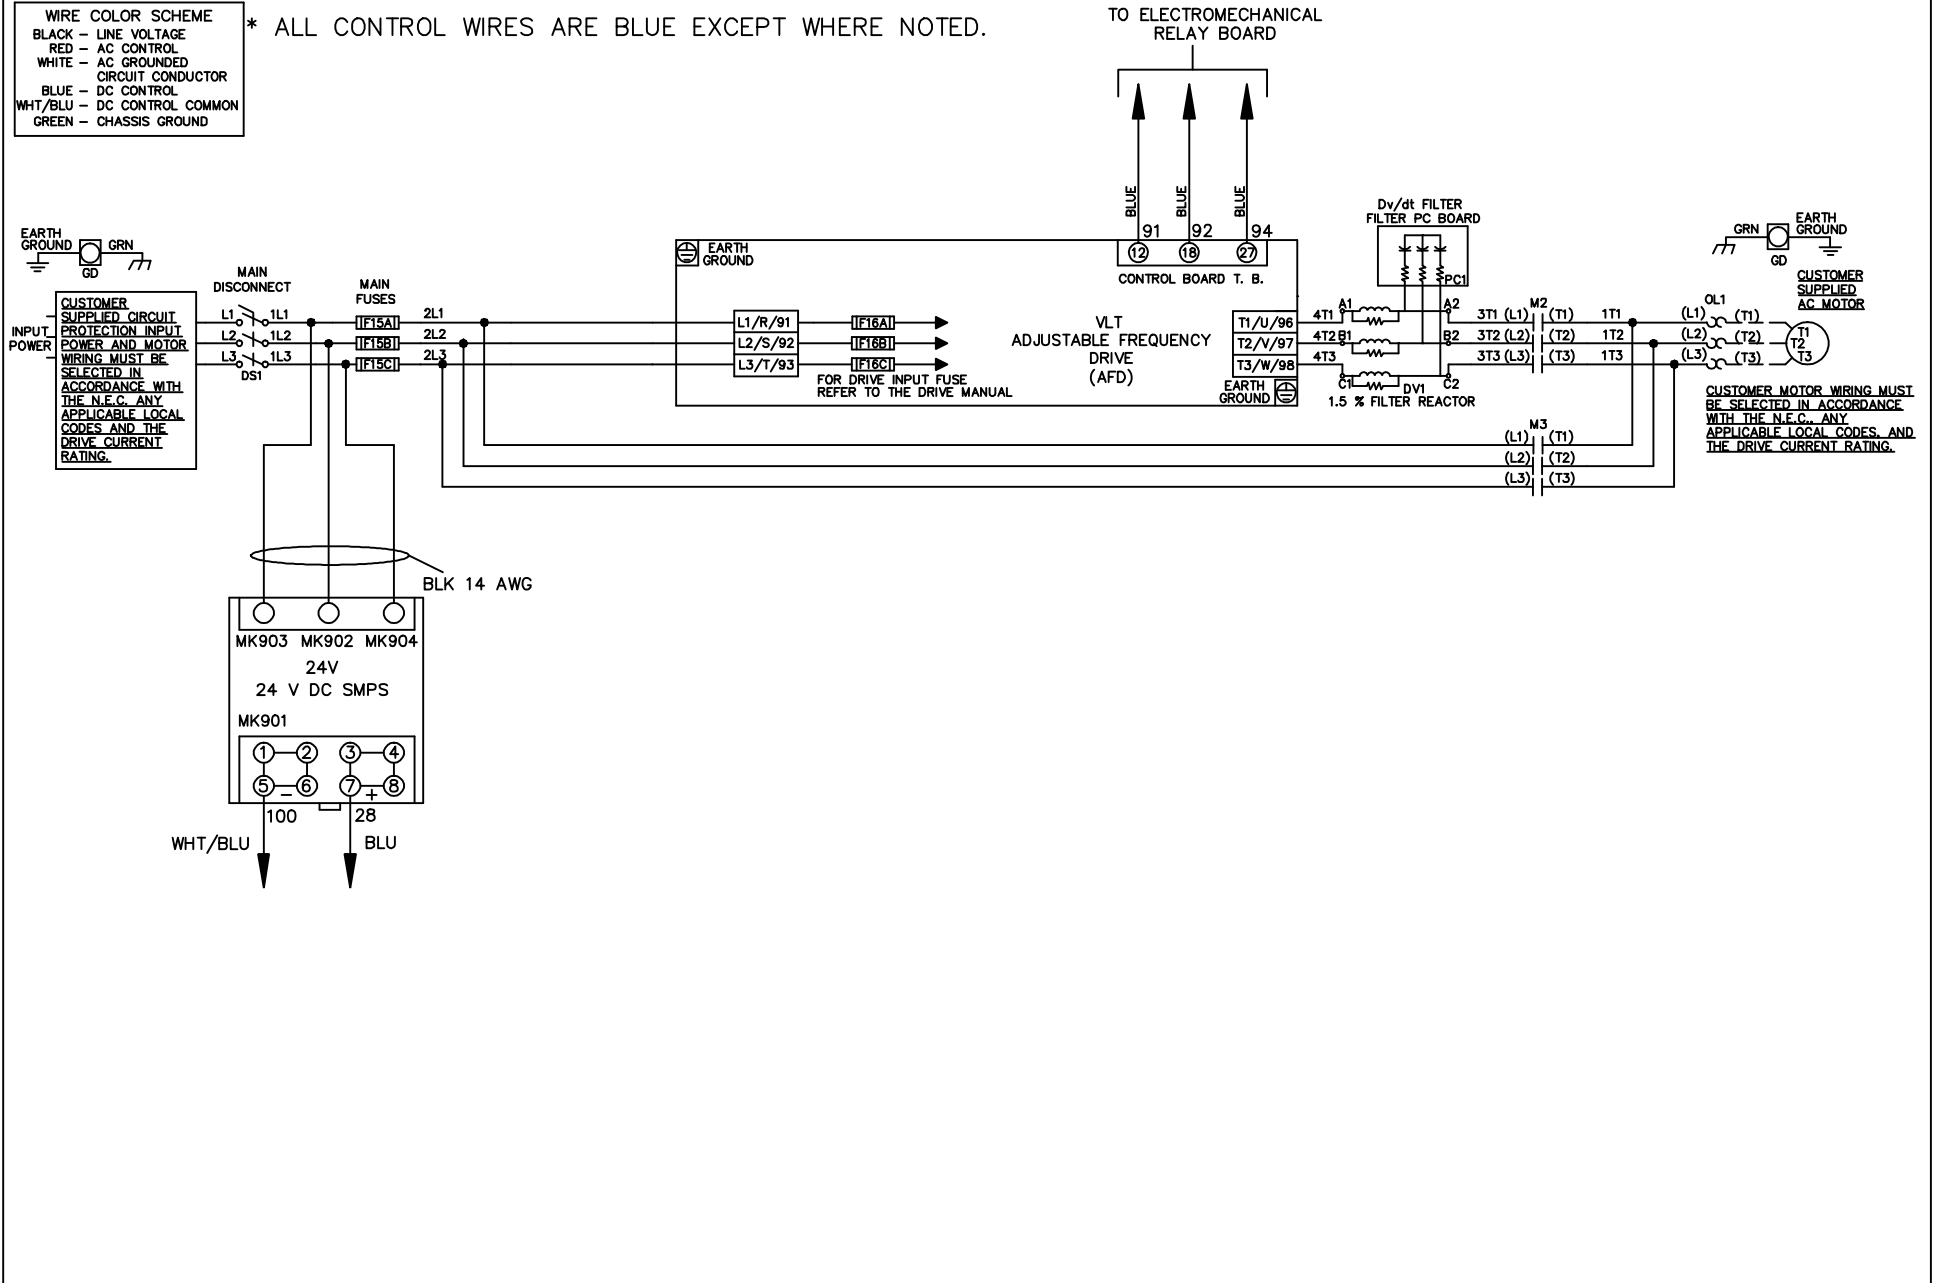 WIRE COLOR SCHEME
BLACK – LINE VOLTAGE
RED – AC CONTROL
WHITE – AC GROUNDED
CIRCUIT CONDUCTOR
BLUE – DC CONTROL
WHT/BLU – DC CONTROL COMMON
GREEN – CHASSIS GROUND
* ALL CONTROL WIRES ARE BLUE EXCEPT WHERE NOTED.
TO ELECTROMECHANICAL
RELAY BOARD
BLUE
BLUE
BLUE
91
92
94
12
18
27
CONTROL BOARD T. B.
EARTH
GROUND
GRN
GD
INPUT
POWER
CUSTOMER
SUPPLIED CIRCUIT
PROTECTION INPUT
POWER AND MOTOR
WIRING MUST BE
SELECTED IN
ACCORDANCE WITH
THE N.E.C. ANY
APPLICABLE LOCAL
CODES AND THE
DRIVE CURRENT
RATING.
MAIN
DISCONNECT
L1 1L1
L2 1L2
L3 1L3
DS1
MAIN
FUSES
F15A
F15B
F15C
2L1
2L2
2L3
EARTH
GROUND
L1/R/91
L2/S/92
L3/T/93
F16A
F16B
F16C
FOR DRIVE INPUT FUSE
REFER TO THE DRIVE MANUAL
VLT
ADJUSTABLE FREQUENCY
DRIVE
(AFD)
T1/U/96
T2/V/97
T3/W/98
EARTH
GROUND
4T1
4T2
4T3
Dv/dt FILTER
FILTER PC BOARD
PC1
A1 A2
B1 B2
C1 C2
DV1
1.5 % FILTER REACTOR
M2
3T1 (L1) (T1) 1T1
3T2 (L2) (T2) 1T2
3T3 (L3) (T3) 1T3
M3
(L1) (T1)
(L2) (T2)
(L3) (T3)
OL1
(L1) (T1)
(L2) (T2)
(L3) (T3)
T1
T2
T3
GRN
EARTH
GROUND
GD
CUSTOMER
SUPPLIED
AC MOTOR
CUSTOMER MOTOR WIRING MUST
BE SELECTED IN ACCORDANCE
WITH THE N.E.C., ANY
APPLICABLE LOCAL CODES, AND
THE DRIVE CURRENT RATING.
BLK 14 AWG
MK903 MK902 MK904
24V
24 V DC SMPS
MK901
1 2 3 4
5 6 7 8
– +
100 28
WHT/BLU BLU